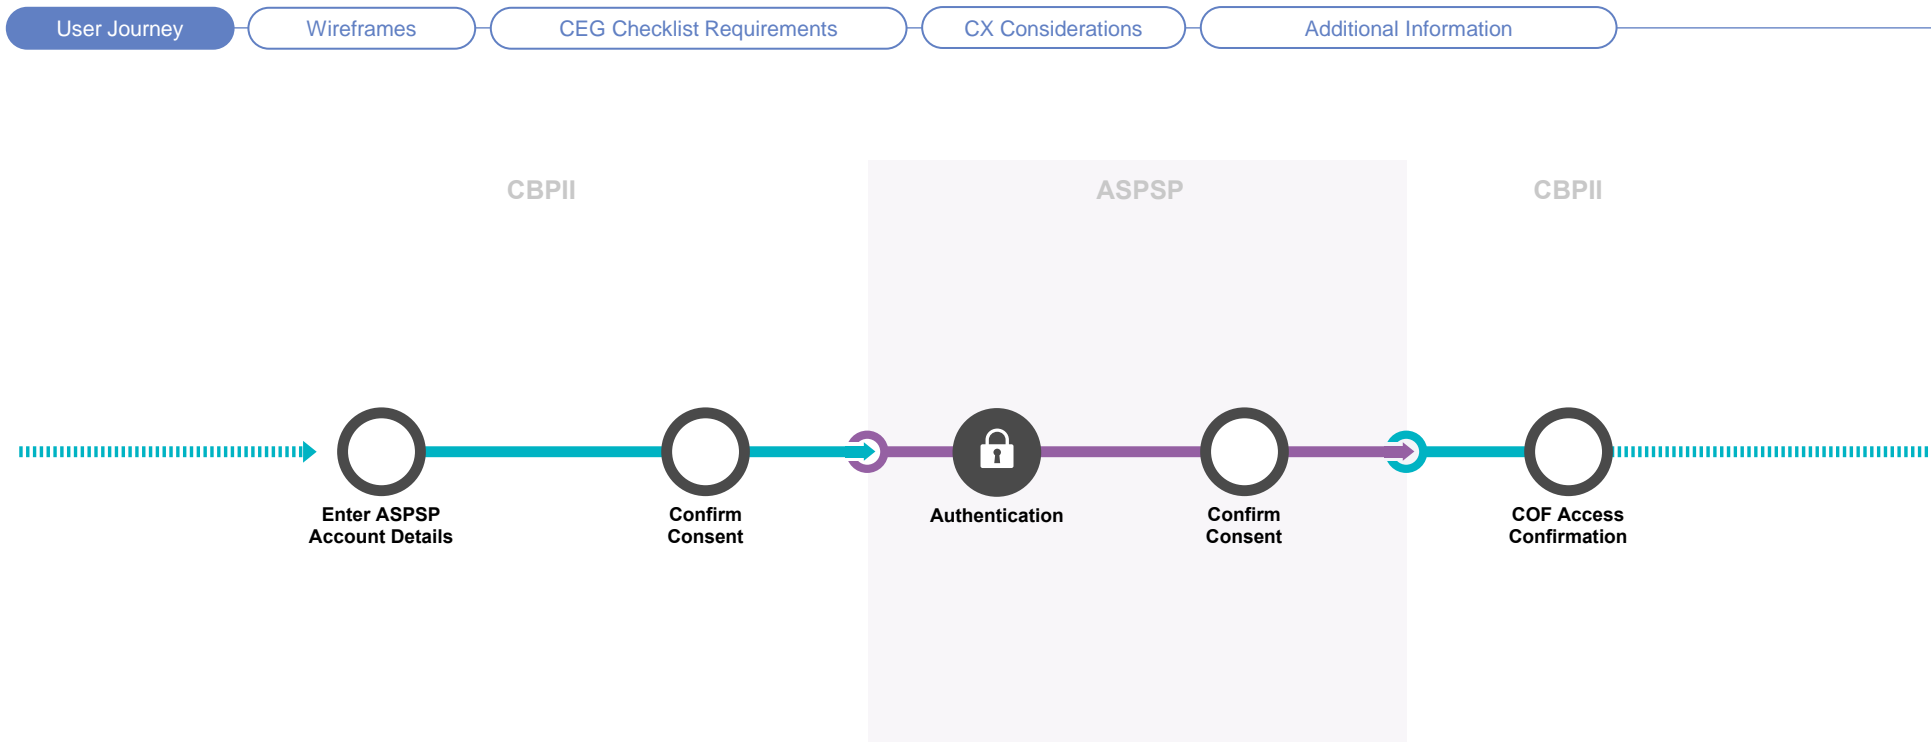 User Journey
Wireframes
CEG Checklist Requirements
CX Considerations
Additional Information
CBPII
ASPSP
CBPII
Enter ASPSP
Account Details
Confirm
Consent
Authentication
Confirm
Consent
COF Access
Confirmation